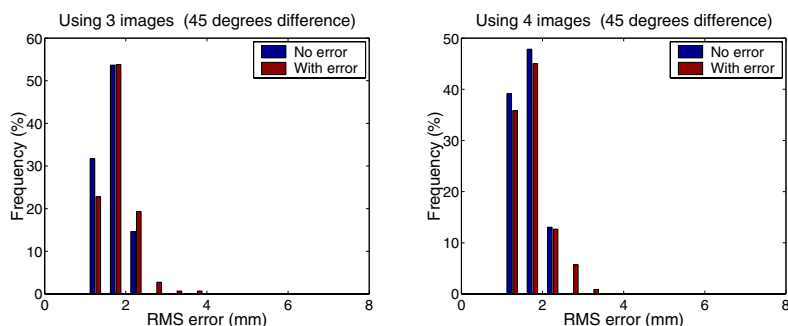 Using 3 images (45 degrees difference)
60
50
40
30
20
10
0
Frequency (%)
No error
With error
0 2 4 6 8
RMS error (mm)
Using 4 images (45 degrees difference)
50
40
30
20
10
0
Frequency (%)
No error
With error
0 2 4 6 8
RMS error (mm)